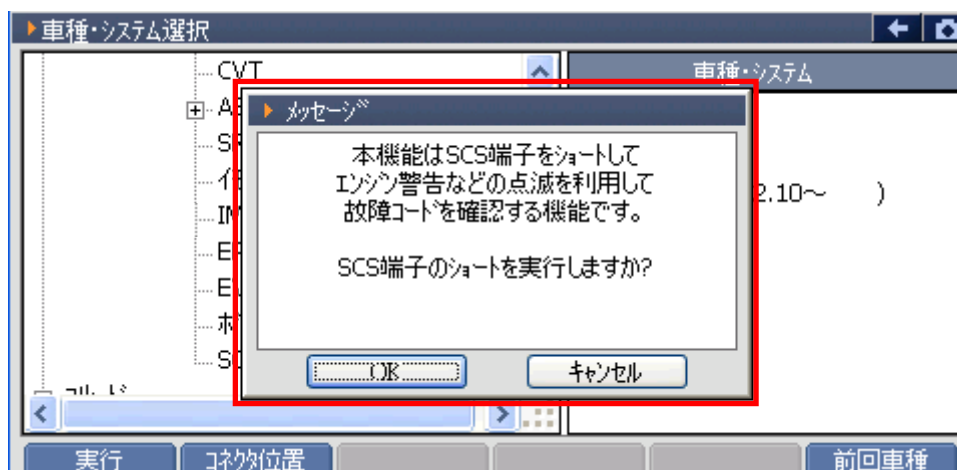 車種・システム選択
CVT
車種・システム
メッセージ
本機能はSCS端子をショートして
エンジン警告などの点滅を利用して
故障コードを確認する機能です。
SCS端子のショートを実行しますか?
2.10～ )
OK
キャンセル
実行
コネクタ位置
前回車種